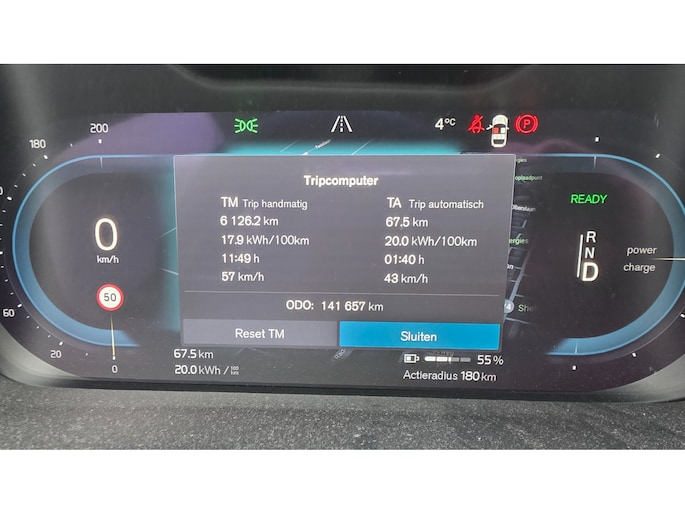 200
180
4°C
P
Tripcomputer
TM Trip handmatig
TA Trip automatisch
6 126.2 km
67.5 km
17.9 kWh/100km
20.0 kWh/100km
11:49 h
01:40 h
57 km/h
43 km/h
ODO: 141 657 km
Reset TM
Sluiten
0
km/h
50
60
20
0
READY
R
N
D
power
charge
67.5 km
20.0 kWh / 100 km
55 %
Actieradius 180 km